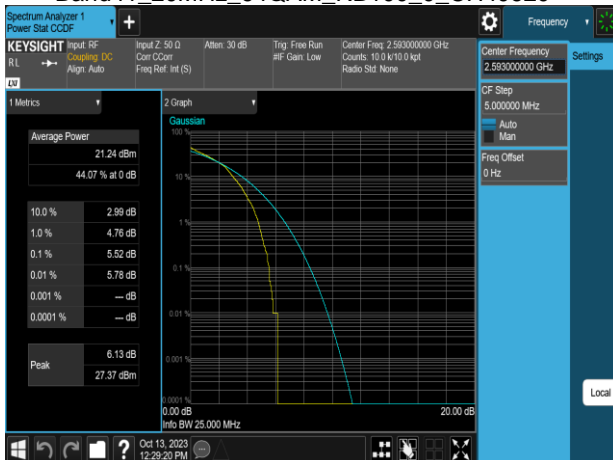 Spectrum Analyzer 1
Power Stat CCDF
Frequency
KEYSIGHT
RL
LXI
Input: RF
Coupling: DC
Align: Auto
Input Z: 50 Ω
Corr CCorr
Freq Ref: Int (S)
Atten: 30 dB
Trig: Free Run
#IF Gain: Low
Center Freq: 2.593000000 GHz
Counts: 10.0 k/10.0 kpt
Radio Std: None
Center Frequency
2.593000000 GHz
Settings
CF Step
5.000000 MHz
Auto
Man
Freq Offset
0 Hz
1 Metrics
Average Power
21.24 dBm
44.07 % at 0 dB
10.0 % 2.99 dB
1.0 % 4.76 dB
0.1 % 5.52 dB
0.01 % 5.78 dB
0.001 % --- dB
0.0001 % --- dB
Peak
6.13 dB
27.37 dBm
2 Graph
Gaussian
100 %
10 %
1 %
0.1 %
0.01 %
0.001 %
0.0001 %
0.00 dB
20.00 dB
Info BW 25.000 MHz
Local
?
Oct 13, 2023
12:29:20 PM